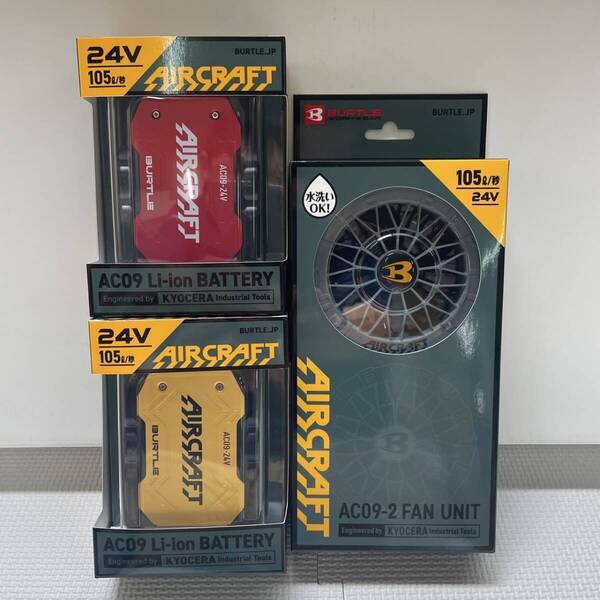 24V
BURTLE.JP
105ℓ/秒
AIRCRAFT
AIRCRAFT
AC09-24V
BURTLE
AC09 Li-ion BATTERY
Engineered by KYOCERA Industrial Tools
24V
BURTLE.JP
105ℓ/秒
AIRCRAFT
AIRCRAFT
AC09-24V
BURTLE
AC09 Li-ion BATTERY
Engineered by KYOCERA Industrial Tools
BURTLE
BURTLE.JP
水洗い
OK!
105ℓ/秒
24V
B
AIRCRAFT
AIRCRAFT
B
AC09-2 FAN UNIT
Engineered by KYOCERA Industrial Tools